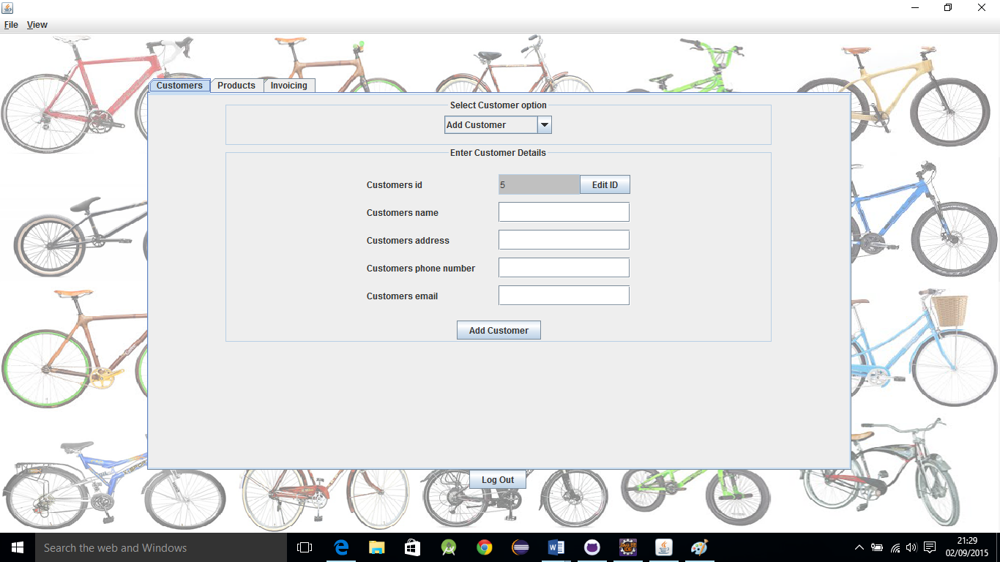 File View
Customers Products Invoicing
Select Customer option
Add Customer
Enter Customer Details
Customers id 5 Edit ID
Customers name
Customers address
Customers phone number
Customers email
Add Customer
Log Out
Search the web and Windows
21:29
02/09/2015